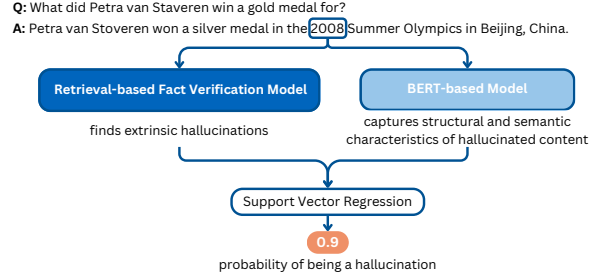 Q: What did Petra van Staveren win a gold medal for?
A: Petra van Stoveren won a silver medal in the 2008 Summer Olympics in Beijing, China.
Retrieval-based Fact Verification Model
BERT-based Model
finds extrinsic hallucinations
captures structural and semantic
characteristics of hallucinated content
Support Vector Regression
0.9
probability of being a hallucination